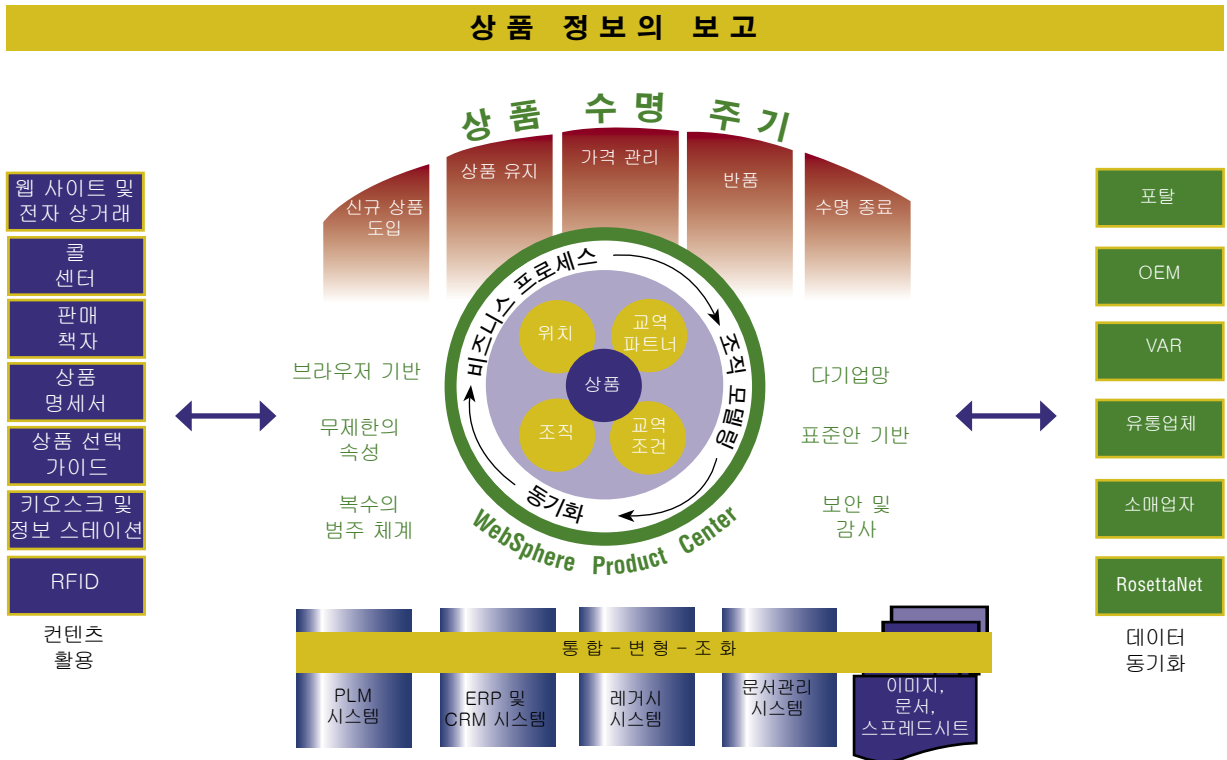 상품 정보의 보고
상품 수명 주기
신규 상품
도입
상품 유지
가격 관리
반품
수명 종료
웹 사이트 및
전자 상거래
콜
센터
판매
책자
상품
명세서
상품 선택
가이드
키오스크 및
정보 스테이션
RFID
컨텐츠
활용
브라우저 기반
무제한의
속성
복수의
범주 체계
비즈니스 프로세스
조직 모델링
동기화
위치
교역
파트너
상품
조직
교역
조건
WebSphere Product Center
다기업망
표준안 기반
보안 및
감사
포탈
OEM
VAR
유통업체
소매업자
RosettaNet
데이터
동기화
통합 – 변형 – 조화
PLM
시스템
ERP 및
CRM 시스템
레거시
시스템
문서관리
시스템
이미지,
문서,
스프레드시트